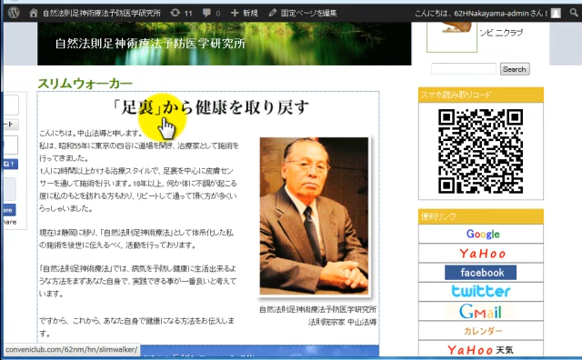 自然法則足神術療法予防医学研究所 11 0 + 新規 固定ページを編集 こんにちは、62HNakayama-adminさん!
自然法則足神術療法予防医学研究所
ンビニクラブ
Search
スリムウォーカー
「足裏」から健康を取り戻す
こんにちは。中山法導と申します。
私は、昭和55年に東京の四谷に道場を開き、治療家として施術を
行ってきました。
1人に2時間以上かける治療スタイルで、足裏を中心に皮膚セン
サーを通して施術を行います。10年以上、何か体に不調が起こる
度に私のもとを訪れる方もおり、リピートして通って頂く方が多くい
らっしゃいました。
現在は静岡に移り、「自然法則足神術療法」として体系化した私
の施術を後世に伝えるべく、活動を行っております。
「自然法則足神術療法」では、病気を予防し健康に生活出来るよ
うな方法をまずあなた自身で、実践できる事が一番良いと考えて
います。
ですから、これから、あなた自身で健康になる方法をお伝えしま
す。
自然法則足神術療法予防医学研究所
法則院宗家 中山法導
スマホ読み取りコード
便利リンク
Google
YaHoo
facebook
twitter
Gmail
カレンダー
YaHoo 天気
ート
conveniclub.com/62nm/hn/slimwalker/